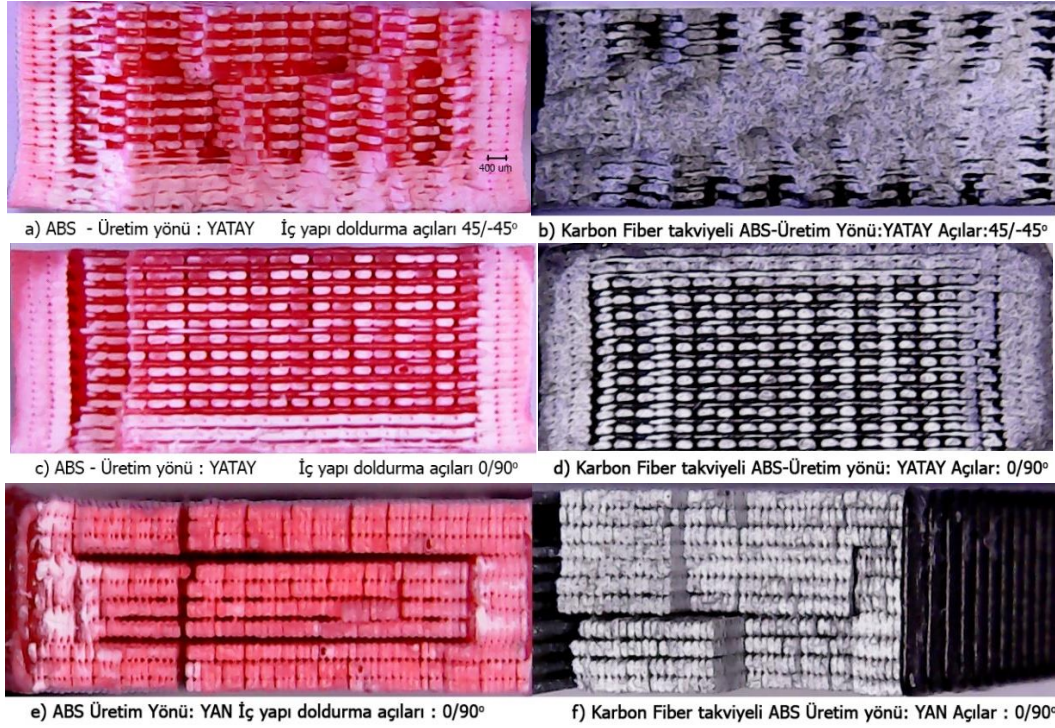 400 um
a) ABS - Üretim yönü : YATAY İç yapı doldurma açıları 45/-45°
b) Karbon Fiber takviyeli ABS-Üretim Yönü:YATAY Açılar:45/-45°
c) ABS - Üretim yönü : YATAY İç yapı doldurma açıları 0/90°
d) Karbon Fiber takviyeli ABS-Üretim yönü: YATAY Açılar: 0/90°
e) ABS Üretim Yönü: YAN İç yapı doldurma açıları : 0/90°
f) Karbon Fiber takviyeli ABS Üretim Yönü: YAN Açılar : 0/90°